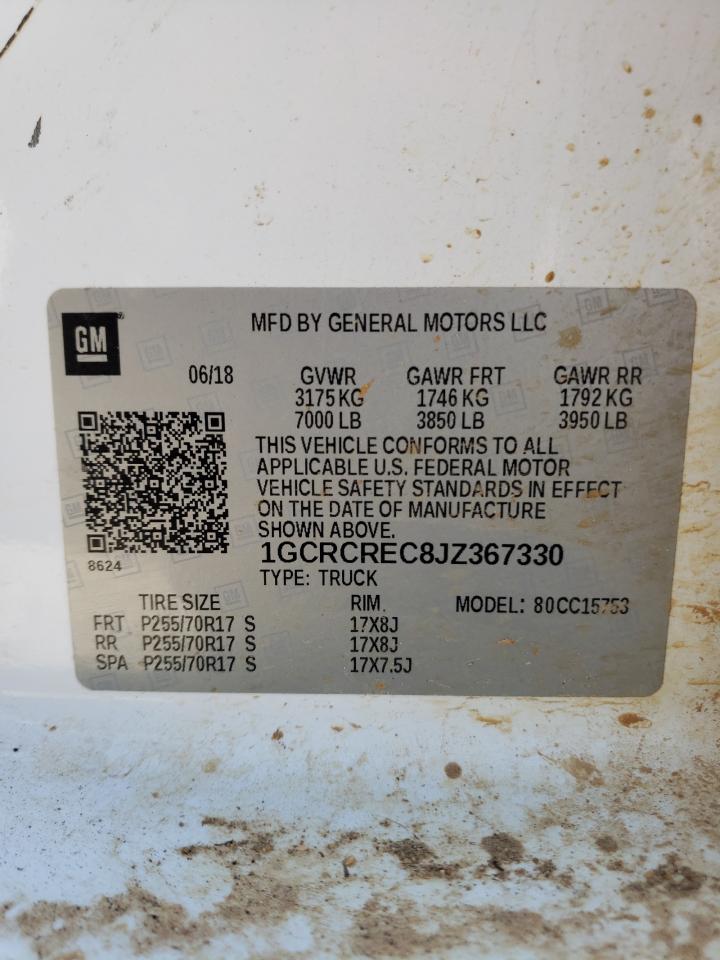 GM
MFD BY GENERAL MOTORS LLC
06/18 GVWR GAWR FRT GAWR RR
3175 KG 1746 KG 1792 KG
7000 LB 3850 LB 3950 LB
THIS VEHICLE CONFORMS TO ALL
APPLICABLE U.S. FEDERAL MOTOR
VEHICLE SAFETY STANDARDS IN EFFECT
ON THE DATE OF MANUFACTURE
SHOWN ABOVE.
1GCRCREC8JZ367330
8624
TYPE: TRUCK
TIRE SIZE RIM MODEL: 80CC15753
FRT P255/70R17 S 17X8J
RR P255/70R17 S 17X8J
SPA P255/70R17 S 17X7.5J